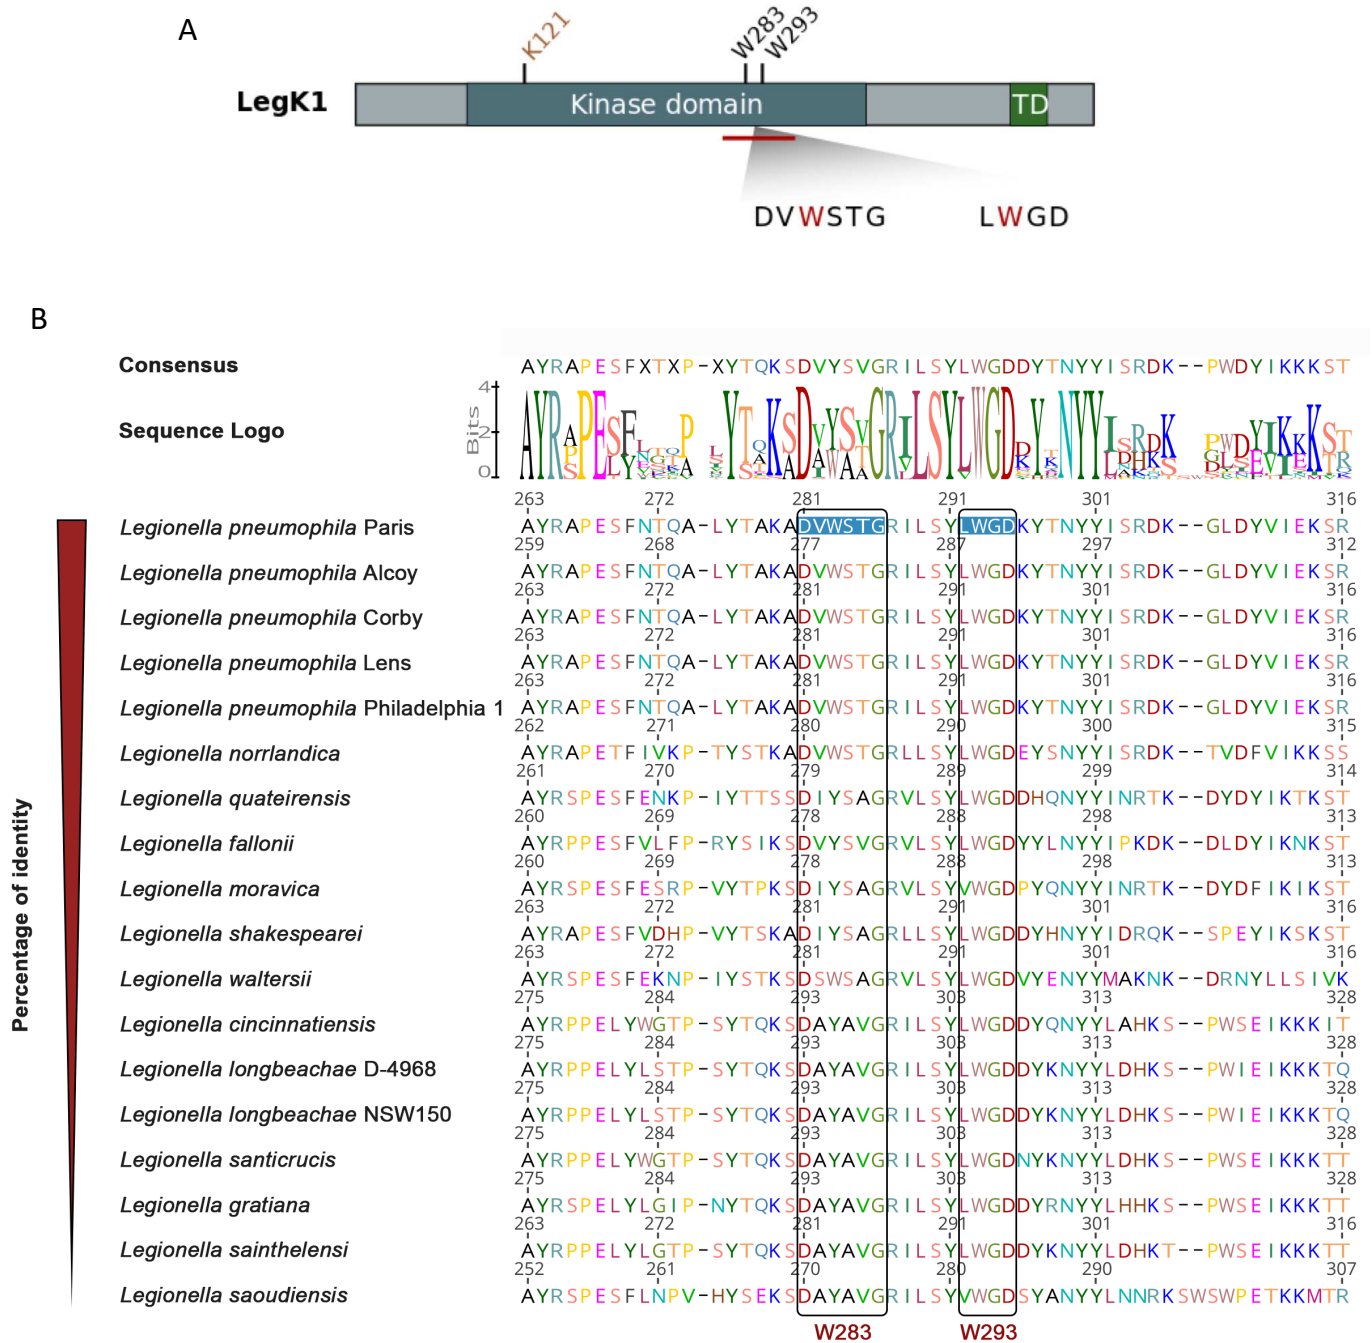 A
K121
W283
W293
LegK1
Kinase domain
TD
DVWSTG
LWGD
B
Consensus
AYRAPESFXTXP-XYTQKSDVYSVGRILSYLWGDDYTNYYISRDK--PWDYIKKKST
Sequence Logo
Bits
4
2
0
263 272 281 291 301 316
Legionella pneumophila Paris AYRAPESFNTQA-LYTAKADVWSTGRILSYLWGDKYTNYYISRDK--GLDYVIEKSR
259 268 277 287 297 312
Legionella pneumophila Alcoy AYRAPESFNTQA-LYTAKADVWSTGRILSYLWGDKYTNYYISRDK--GLDYVIEKSR
263 272 281 291 301 316
Legionella pneumophila Corby AYRAPESFNTQA-LYTAKADVWSTGRILSYLWGDKYTNYYISRDK--GLDYVIEKSR
263 272 281 291 301 316
Legionella pneumophila Lens AYRAPESFNTQA-LYTAKADVWSTGRILSYLWGDKYTNYYISRDK--GLDYVIEKSR
263 272 281 291 301 316
Legionella pneumophila Philadelphia 1 AYRAPESFNTQA-LYTAKADVWSTGRILSYLWGDKYTNYYISRDK--GLDYVIEKSR
262 271 280 290 300 315
Legionella norrlandica AYRAPETFIVKP-TYSTKADVWSTGRLLSYLWGDEYSNYYISRDK--TVDFVIKKSS
261 270 279 289 299 314
Legionella quateirensis AYRSPESFENKP-IYTTSSDIYSAGRVLSYLWGDDHQNYYINRTK--DYDYIKTKST
260 269 278 288 298 313
Legionella fallonii AYRPPESFVLFP-RYSIKSDVYSVGRVLSYLWGDYYLNYYIPKDK--DLDYIKNKST
260 269 278 288 298 313
Legionella moravica AYRSPESFESRP-VYTPKSDIYSAGRVLSYVWGDPYQNYYINRTK--DYDFIKIKST
263 272 281 291 301 316
Legionella shakespearei AYRAPESFVDHP-VYTSKADIYSAGRLLSYLWGDDYHNYYIDRQK--SPEYIKSKST
263 272 281 291 301 316
Legionella waltersii AYRSPESFEKNP-IYSTKSDSWSAGRVLSYLWGDVYENYYMAKNK--DRNYLLSIVK
275 284 293 303 313 328
Legionella cincinnatiensis AYRPPELYWGTP-SYTQKSDAYAVGRILSYLWGDDYQNYYLAHKS--PWSEIKKKIT
275 284 293 303 313 328
Legionella longbeachae D-4968 AYRPPELYLSTP-SYTQKSDAYAVGRILSYLWGDDYKNYYLDHKS--PWIEIKKKTQ
275 284 293 303 313 328
Legionella longbeachae NSW150 AYRPPELYLSTP-SYTQKSDAYAVGRILSYLWGDDYKNYYLDHKS--PWIEIKKKTQ
275 284 293 303 313 328
Legionella santicrucis AYRPPELYWGTP-SYTQKSDAYAVGRILSYLWGDNYKNYYLDHKS--PWSEIKKKTT
275 284 293 303 313 328
Legionella gratiana AYRSPELYLGIP-NYTQKSDAYAVGRILSYLWGDDYRNYYLHHKS--PWSEIKKKTT
263 272 281 291 301 316
Legionella sainthelensi AYRPPELYLGTP-SYTQKSDAYAVGRILSYLWGDDYKNYYLDHKT--PWSEIKKKTT
252 261 270 280 290 307
Legionella saoudiensis AYRSPESFLNPV-HYSEKSDAYAVGRILSYVWGDSYANYYLNNRKSWSWPETKKMTR
W283 W293
Percentage of identity